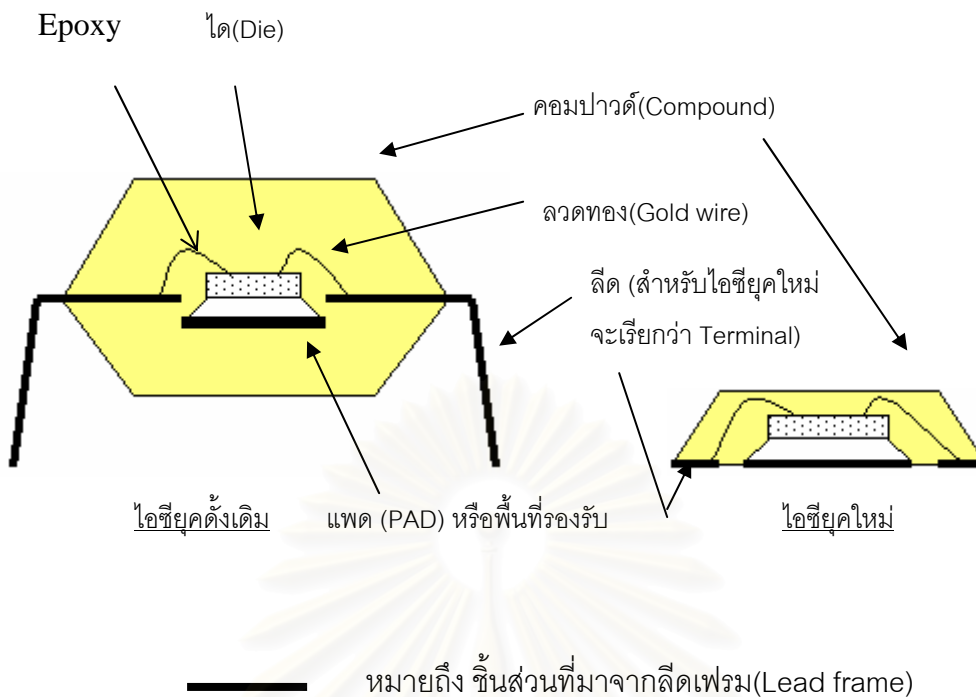 Epoxy
ได(Die)
คอมปาวด์(Compound)
ลวดทอง(Gold wire)
ลีด (สำหรับไอซียุคใหม่
จะเรียกว่า Terminal)
ไอซียุคดั้งเดิม
แพด (PAD) หรือพื้นที่รองรับ
ไอซียุคใหม่
หมายถึง ชิ้นส่วนที่มาจากลีดเฟรม(Lead frame)